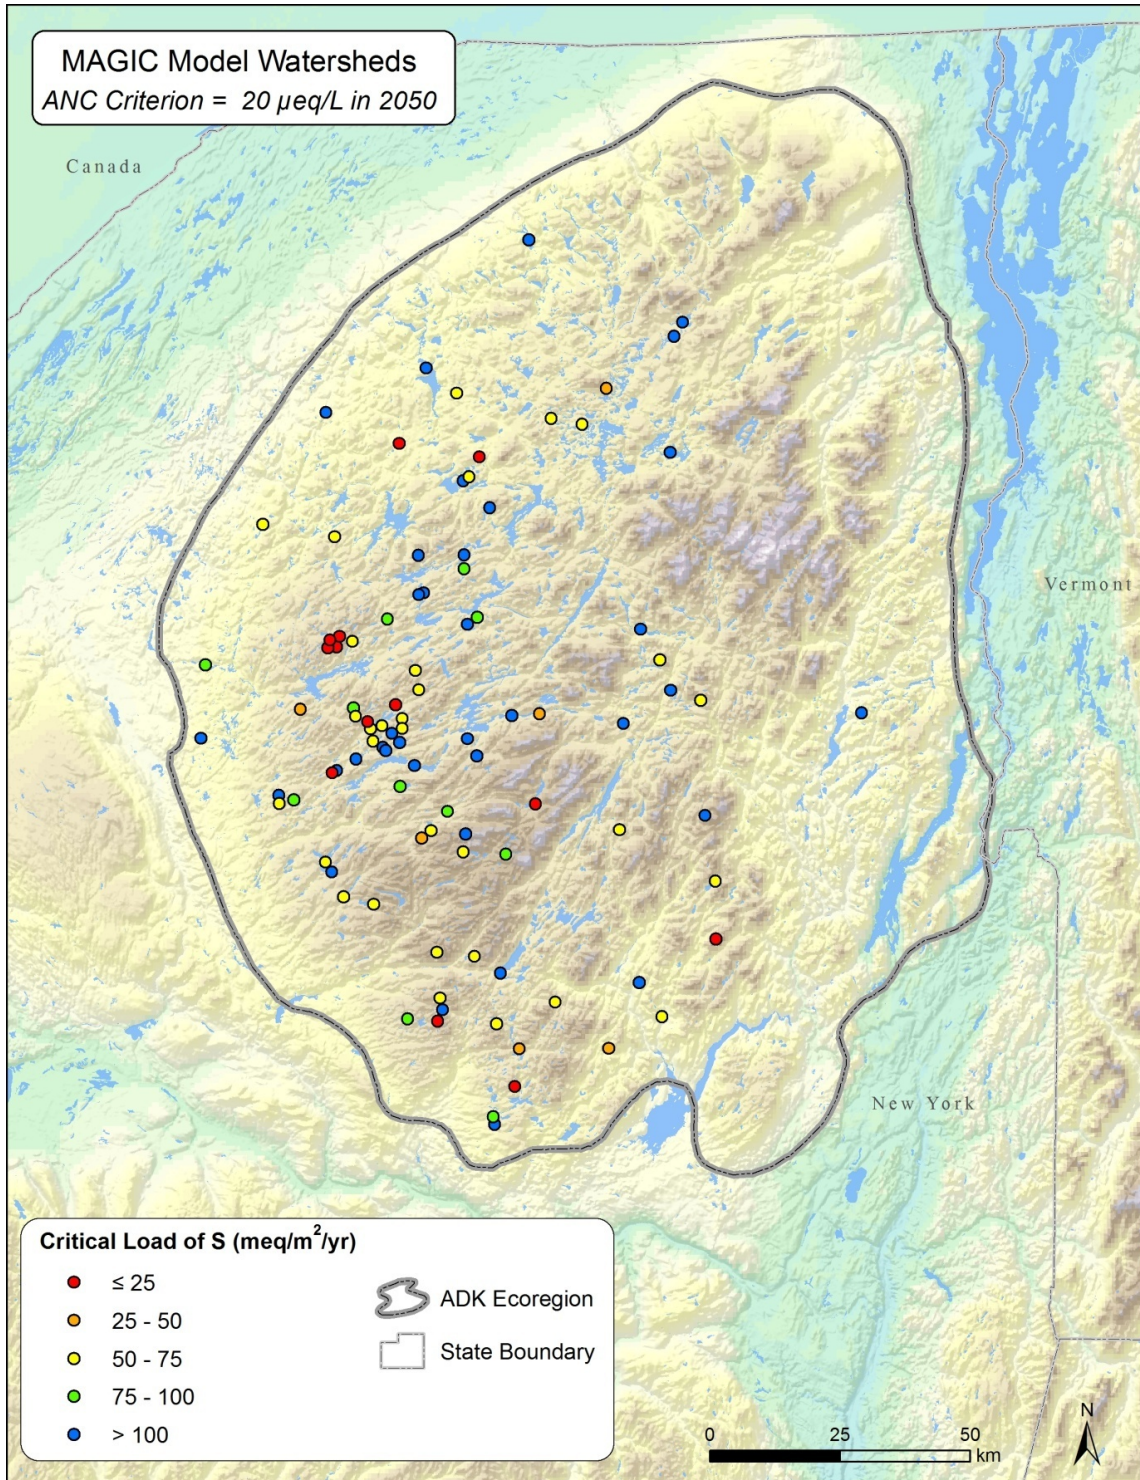 MAGIC Model Watersheds
ANC Criterion = 20 µeq/L in 2050
Canada
Vermont
New York
Critical Load of S (meq/m²/yr)
≤ 25
25 - 50
50 - 75
75 - 100
> 100
ADK Ecoregion
State Boundary
0 25 50
km
N